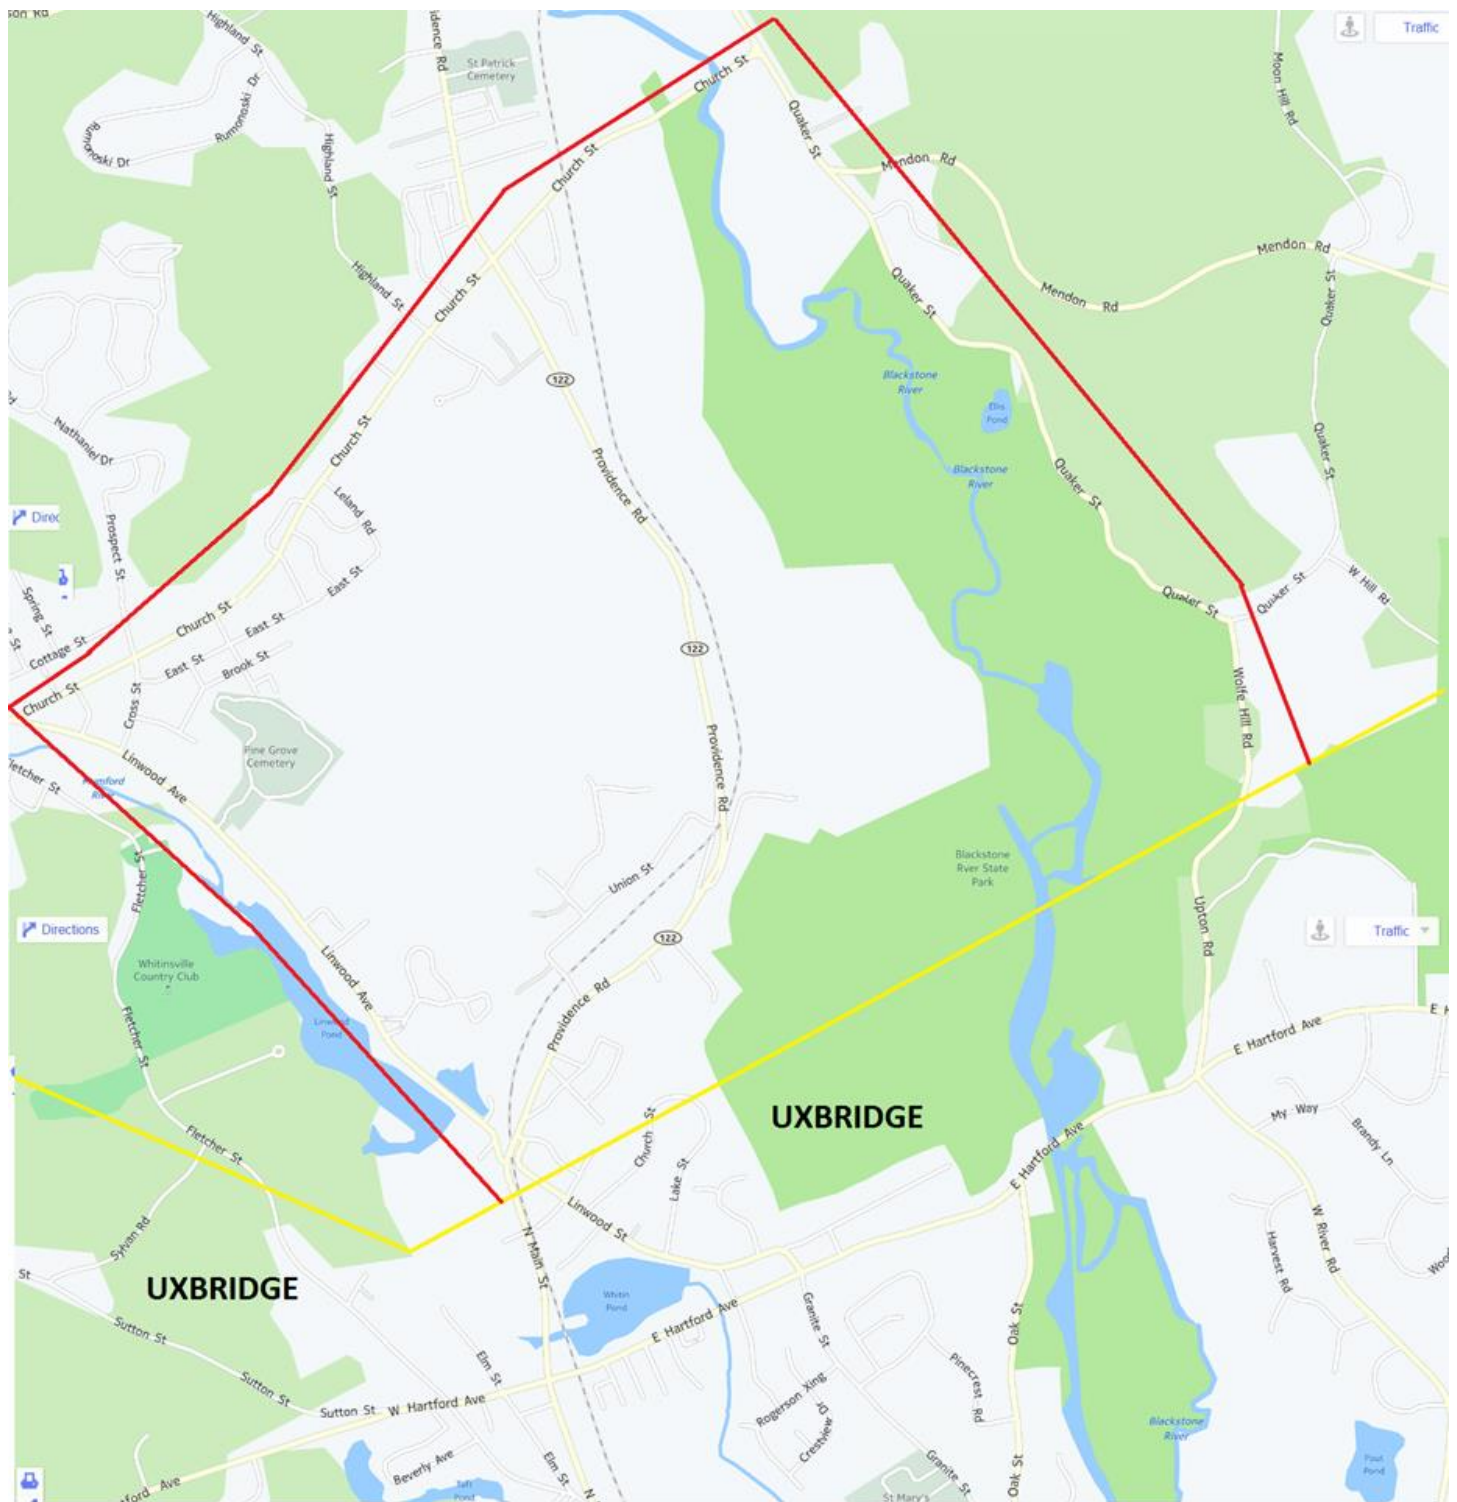 Highland St
St Patrick
Cemetery
Traffic
Church St
Moon Hill Rd
Rumonoski Dr
Rumonoski Dr
Quaker St
Highland St
Mendon Rd
Church St
Mendon Rd
Highland St
Quaker St
Church St
Quaker St
Mendon Rd
122
Blackstone
River
Ellis
Pond
Nathaniel Dr
Church St
Quaker St
Providence Rd
Blackstone
River
Quaker St
Leland Rd
Prospect St
East St
W Hill Rd
Quaker St
Quaker St
Spring St
Church St
East St
Cottage St
122
East St
Brook St
Wolfe Hill Rd
Church St
Cross St
Pine Grove
Cemetery
Providence Rd
Linwood Ave
Fletcher St
Mumford
River
Blackstone
Rver State
Park
Union St
Fletcher St
Upton Rd
Directions
122
Traffic
Whitinsville
Country Club
Linwood Ave
Providence Rd
Linwood
Pond
Fletcher St
E Hartford Ave
UXBRIDGE
My Way
Church St
Brandy Ln
E Hartford Ave
Fletcher St
Lake St
Sylvan Rd
Linwood St
W River Rd
N Main St
Harvest Rd
St
UXBRIDGE
Whitin
Pond
Granite St
E Hartford Ave
Oak St
Sutton St
Elm St
Pinecrest Rd
Sutton St
Rogerson Xing
Sutton St
W Hartford Ave
Crestview Dr
Blackstone
River
Beverly Ave
Elm St
Granite St
Oak St
Taft
Pond
Pout
Pond
St Mary's